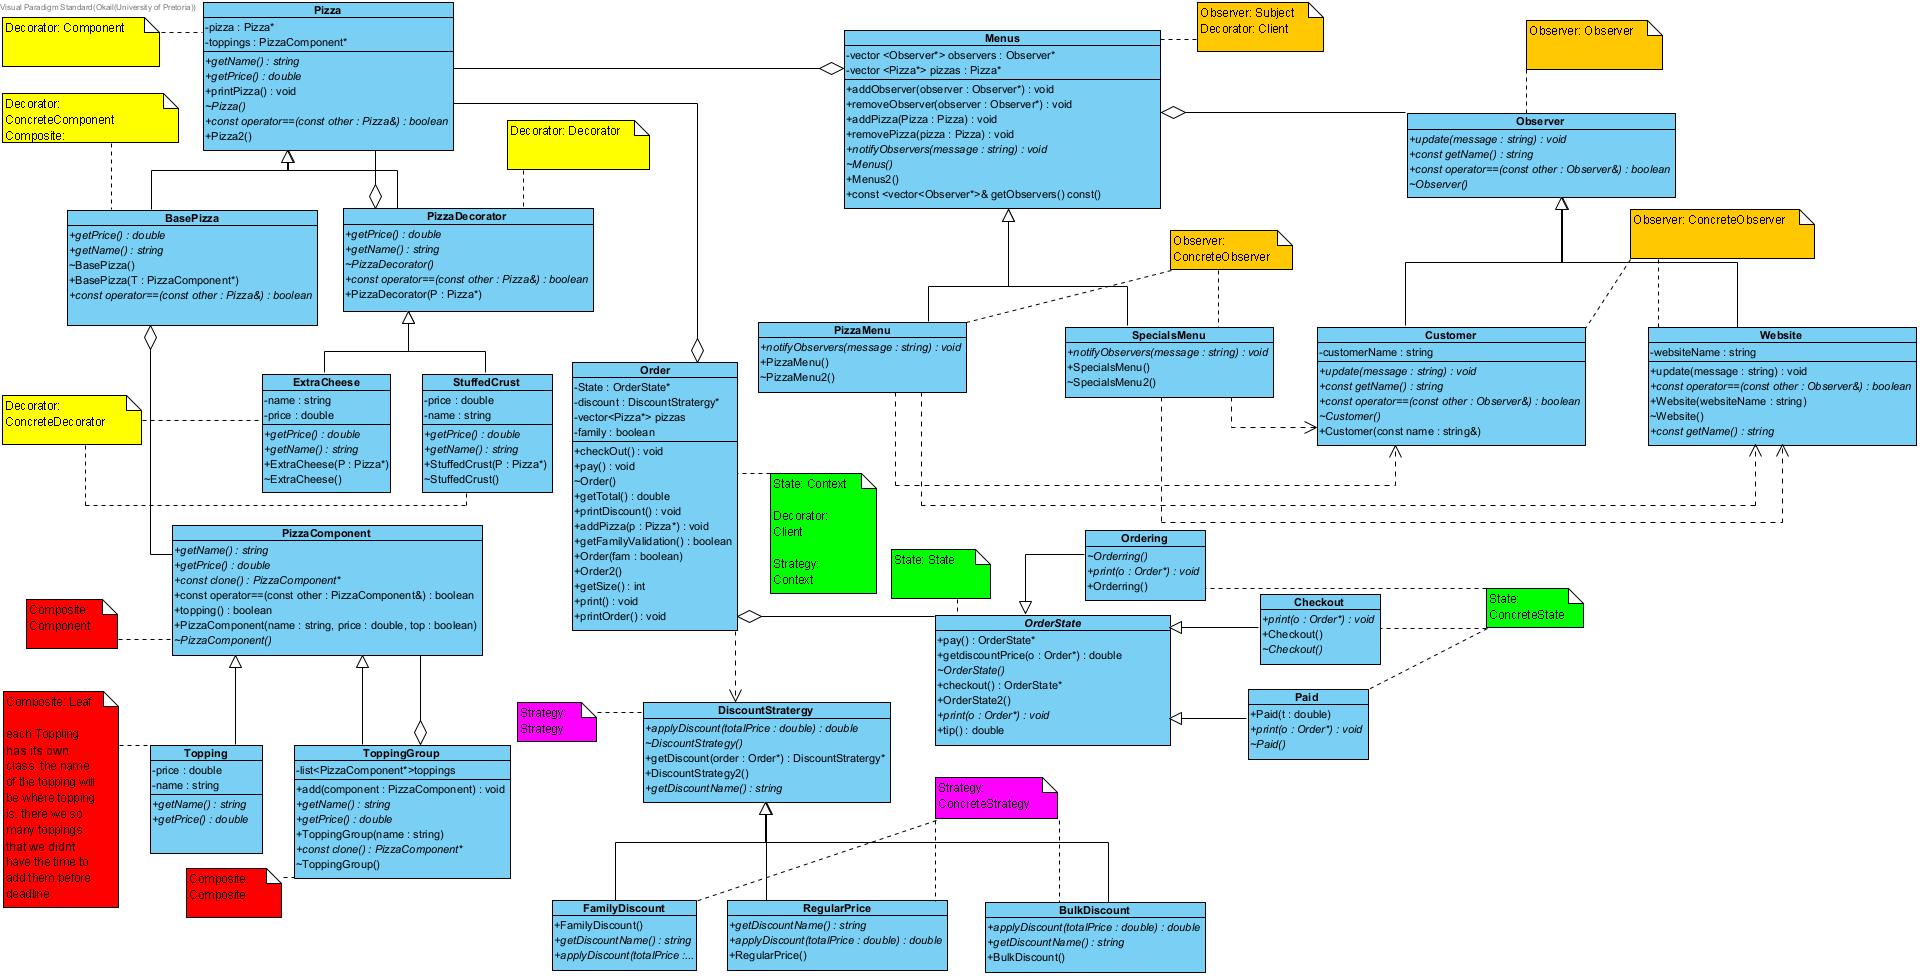 Visual Paradigm Standard(Okail(University of Pretoria))
Decorator: Component
Pizza
-pizza : Pizza*
-toppings : PizzaComponent*
+getName() : string
+getPrice() : double
+printPizza() : void
~Pizza()
+const operator==(const other : Pizza&) : boolean
+Pizza2()
Decorator:
ConcreteComponent
Composite:
Decorator: Decorator
Menus
-vector <Observer*> observers : Observer*
-vector <Pizza*> pizzas : Pizza*
+addObserver(observer : Observer*) : void
+removeObserver(observer : Observer*) : void
+addPizza(Pizza : Pizza) : void
+removePizza(pizza : Pizza) : void
+notifyObservers(message : string) : void
~Menus()
+Menus2()
+const <vector<Observer*>& getObservers() const()
Observer: Subject
Decorator: Client
Observer: Observer
Observer
+update(message : string) : void
+const getName() : string
+const operator==(const other : Observer&) : boolean
~Observer()
BasePizza
+getPrice() : double
+getName() : string
~BasePizza()
+BasePizza(T : PizzaComponent*)
+const operator==(const other : Pizza&) : boolean
PizzaDecorator
+getPrice() : double
+getName() : string
~PizzaDecorator()
+const operator==(const other : Pizza&) : boolean
+PizzaDecorator(P : Pizza*)
Observer:
ConcreteObserver
Observer: ConcreteObserver
PizzaMenu
+notifyObservers(message : string) : void
+PizzaMenu()
~PizzaMenu2()
SpecialsMenu
+notifyObservers(message : string) : void
+SpecialsMenu()
~SpecialsMenu2()
Customer
-customerName : string
+update(message : string) : void
+const getName() : string
+const operator==(const other : Observer&) : boolean
~Customer()
+Customer(const name : string&)
Website
-websiteName : string
+update(message : string) : void
+const operator==(const other : Observer&) : boolean
+Website(websiteName : string)
~Website()
+const getName() : string
Decorator:
ConcreteDecorator
ExtraCheese
-name : string
-price : double
+getPrice() : double
+getName() : string
+ExtraCheese(P : Pizza*)
~ExtraCheese()
StuffedCrust
-price : double
-name : string
+getPrice() : double
+getName() : string
+StuffedCrust(P : Pizza*)
~StuffedCrust()
Order
-State : OrderState*
-discount : DiscountStratergy*
-vector<Pizza*> pizzas
-family : boolean
+checkOut() : void
+pay() : void
~Order()
+getTotal() : double
+printDiscount() : void
+addPizza(p : Pizza*) : void
+getFamilyValidation() : boolean
+Order(fam : boolean)
+Order2()
+getSize() : int
+print() : void
+printOrder() : void
State: Context
Decorator:
Client
Strategy:
Context
State: State
Ordering
~Orderring()
+print(o : Order*) : void
+Orderring()
Checkout
+print(o : Order*) : void
+Checkout()
~Checkout()
State:
ConcreteState
PizzaComponent
+getName() : string
+getPrice() : double
+const clone() : PizzaComponent*
+const operator==(const other : PizzaComponent&) : boolean
+topping() : boolean
+PizzaComponent(name : string, price : double, top : boolean)
~PizzaComponent()
Composite:
Component
OrderState
+pay() : OrderState*
+getdiscountPrice(o : Order*) : double
~OrderState()
+checkout() : OrderState*
+OrderState2()
+print(o : Order*) : void
+tip() : double
Paid
+Paid(t : double)
+print(o : Order*) : void
~Paid()
Composite: Leaf
each Toppling
has its own
class, the name
of the topping will
be where topping
is. there we so
many toppings
that we didnt
have the time to
add them before
deadline
Topping
-price : double
-name : string
+getName() : string
+getPrice() : double
ToppingGroup
-list<PizzaComponent*>toppings
+add(component : PizzaComponent) : void
+getName() : string
+getPrice() : double
+ToppingGroup(name : string)
+const clone() : PizzaComponent*
~ToppingGroup()
Composite:
Composite
Strategy:
Strategy
DiscountStratergy
+applyDiscount(totalPrice : double) : double
~DiscountStrategy()
+getDiscount(order : Order*) : DiscountStratergy*
+DiscountStrategy2()
+getDiscountName() : string
Strategy:
ConcreteStrategy
FamilyDiscount
+FamilyDiscount()
+getDiscountName() : string
+applyDiscount(totalPrice :...
RegularPrice
+getDiscountName() : string
+applyDiscount(totalPrice : double) : double
+RegularPrice()
BulkDiscount
+applyDiscount(totalPrice : double) : double
+getDiscountName() : string
+BulkDiscount()